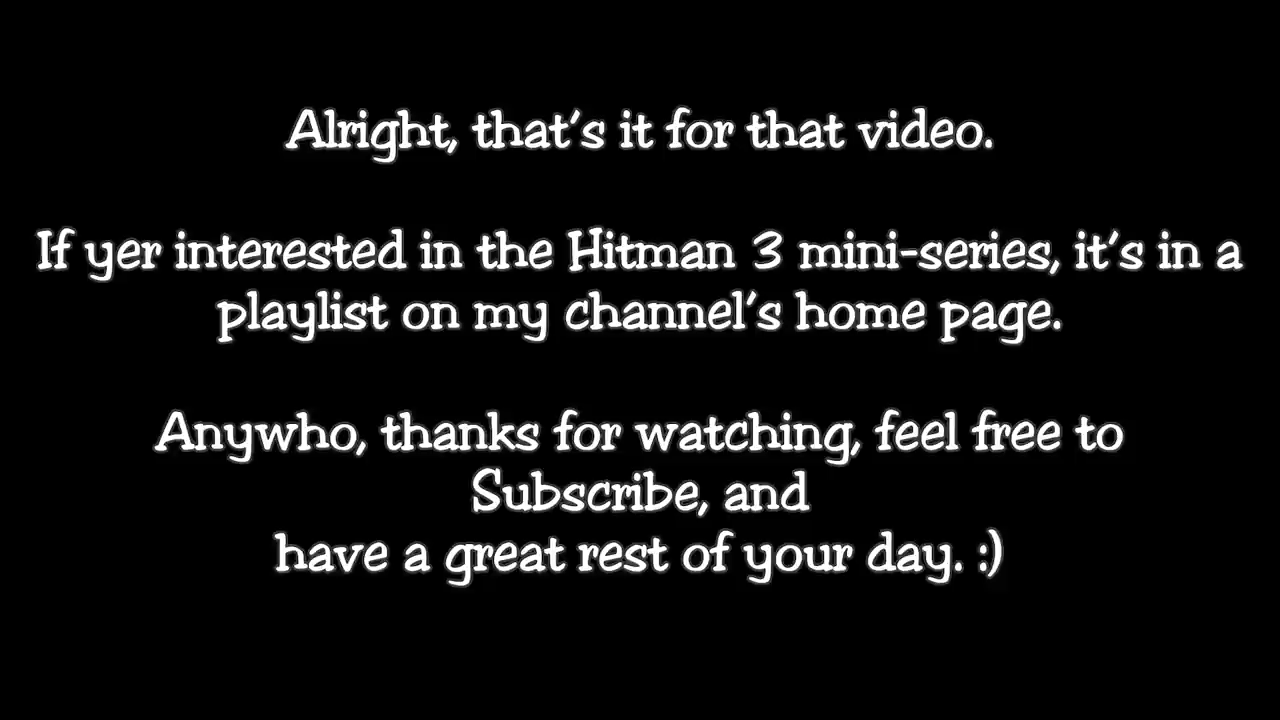 Alright, that's it for that video.
If yer interested in the Hitman 3 mini-series, it's in a
playlist on my channel's home page.
Anywho, thanks for watching, feel free to
Subscribe, and
have a great rest of your day. :)